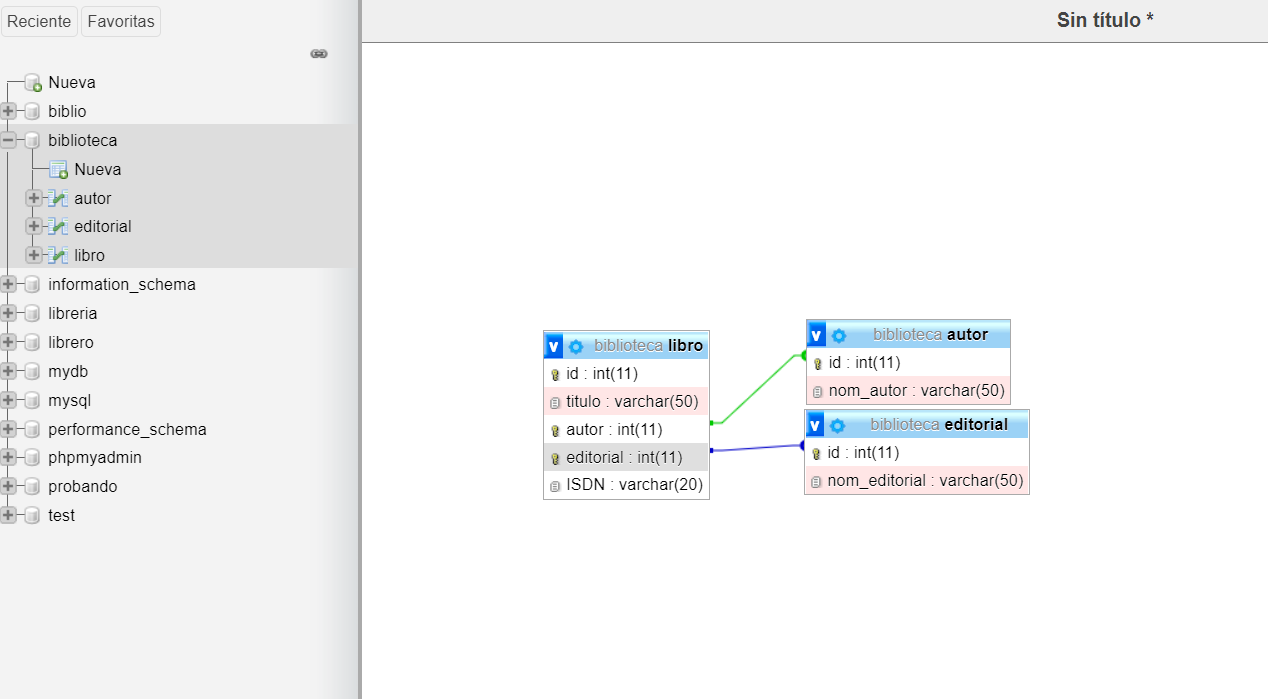 Reciente Favoritas
Nueva
biblio
biblioteca
Nueva
autor
editorial
libro
information_schema
libreria
librero
mydb
mysql
performance_schema
phpmyadmin
probando
test
Sin título *
v biblioteca libro
id : int(11)
titulo : varchar(50)
autor : int(11)
editorial : int(11)
ISDN : varchar(20)
v biblioteca autor
id : int(11)
nom_autor : varchar(50)
v biblioteca editorial
id : int(11)
nom_editorial : varchar(50)